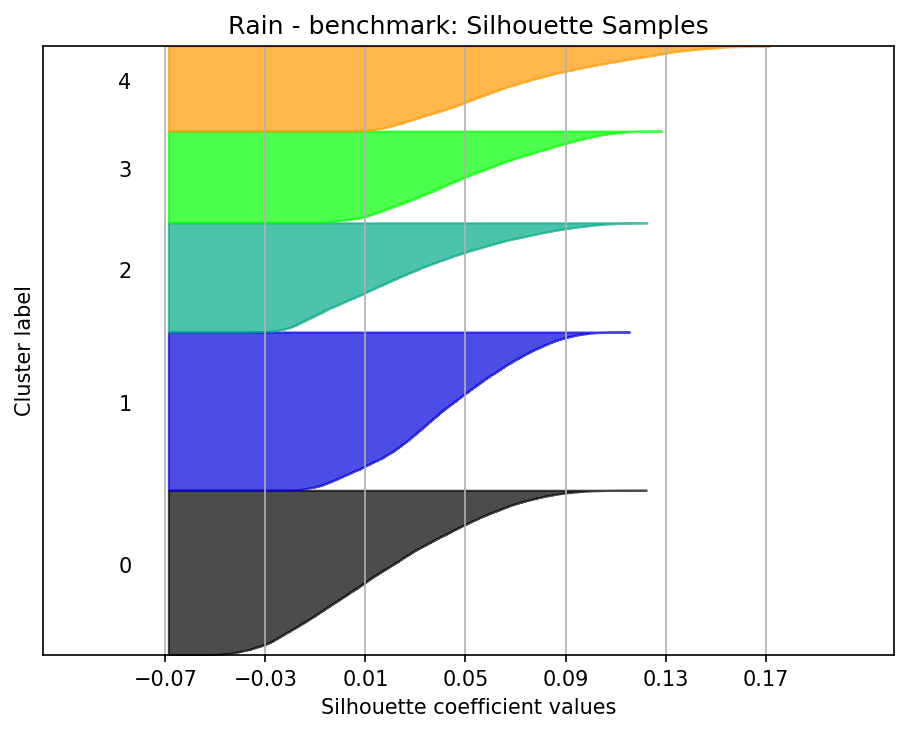 Rain - benchmark: Silhouette Samples
4
3
2
1
0
Cluster label
−0.07 −0.03 0.01 0.05 0.09 0.13 0.17
Silhouette coefficient values